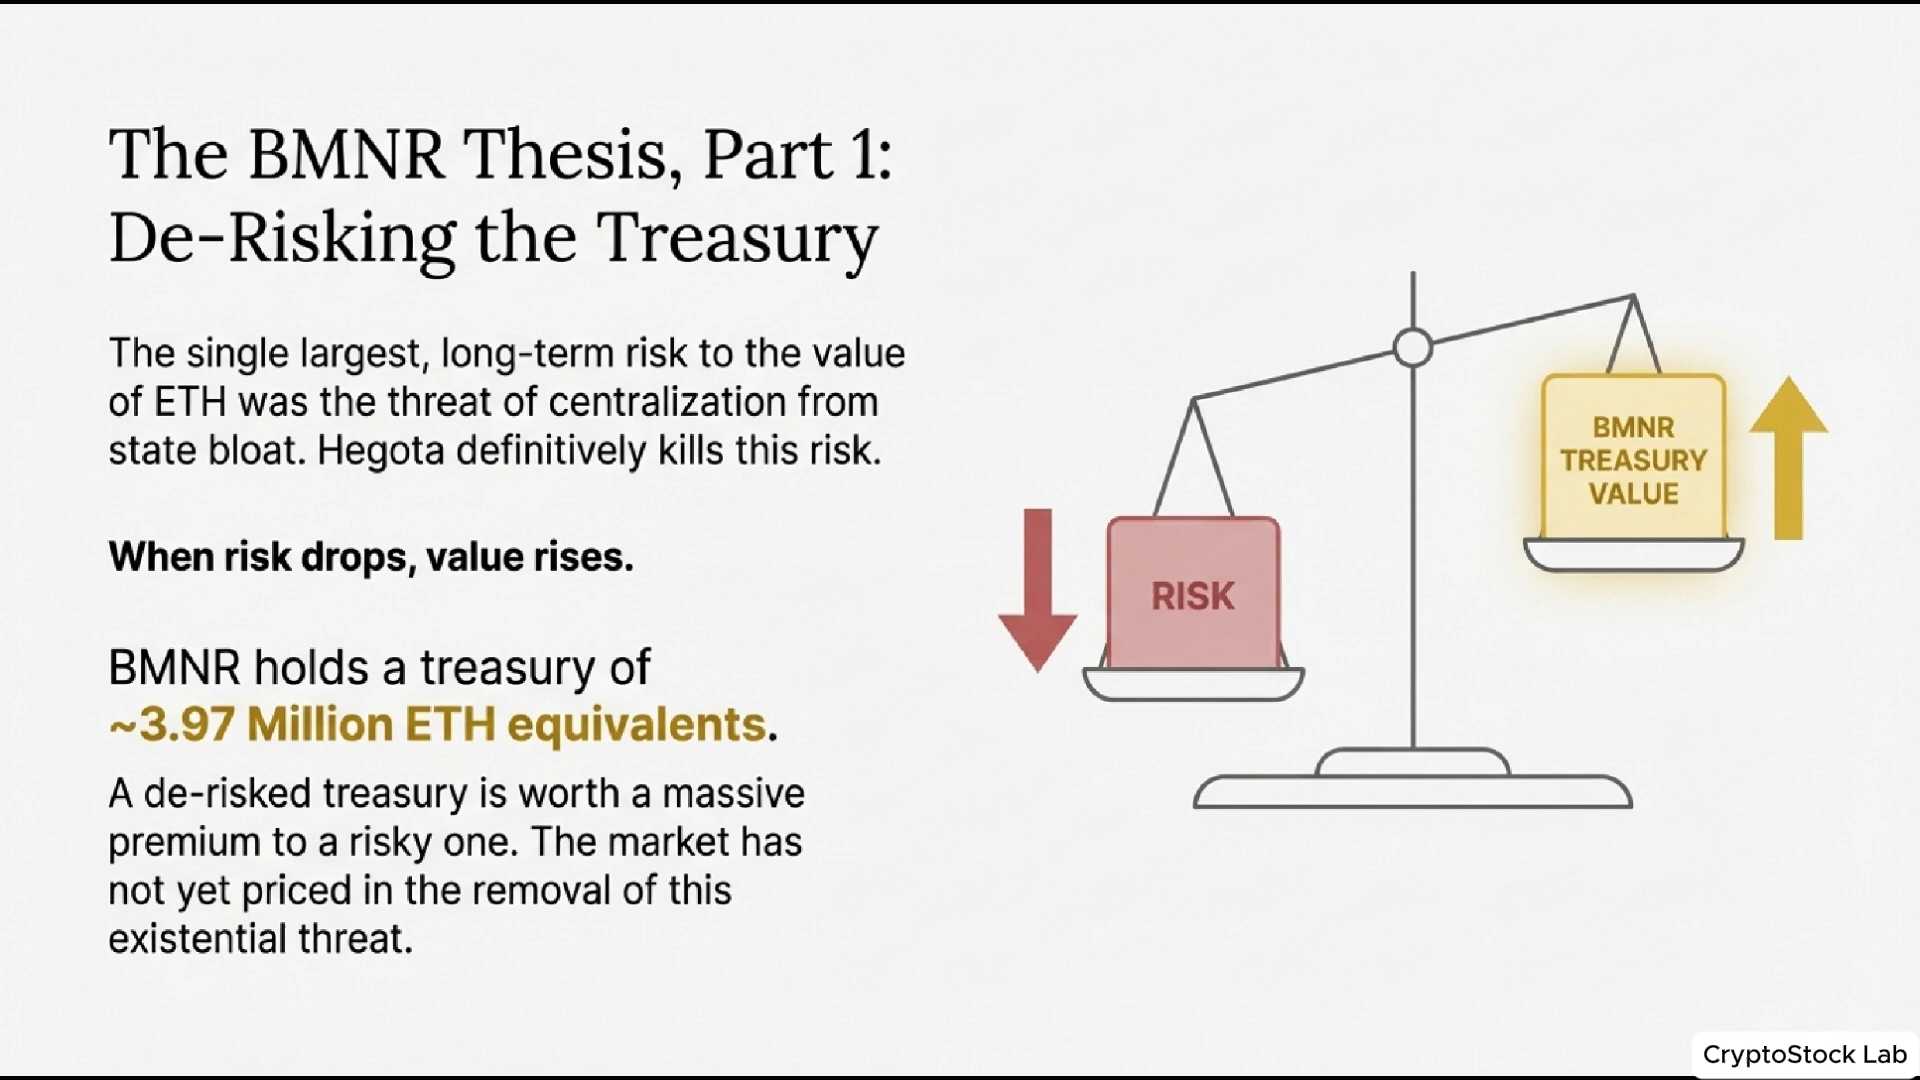 The BMNR Thesis, Part 1:
De-Risking the Treasury
The single largest, long-term risk to the value
of ETH was the threat of centralization from
state bloat. Hegota definitively kills this risk.
When risk drops, value rises.
BMNR holds a treasury of
~3.97 Million ETH equivalents.
A de-risked treasury is worth a massive
premium to a risky one. The market has
not yet priced in the removal of this
existential threat.
RISK
BMNR
TREASURY
VALUE
CryptoStock Lab